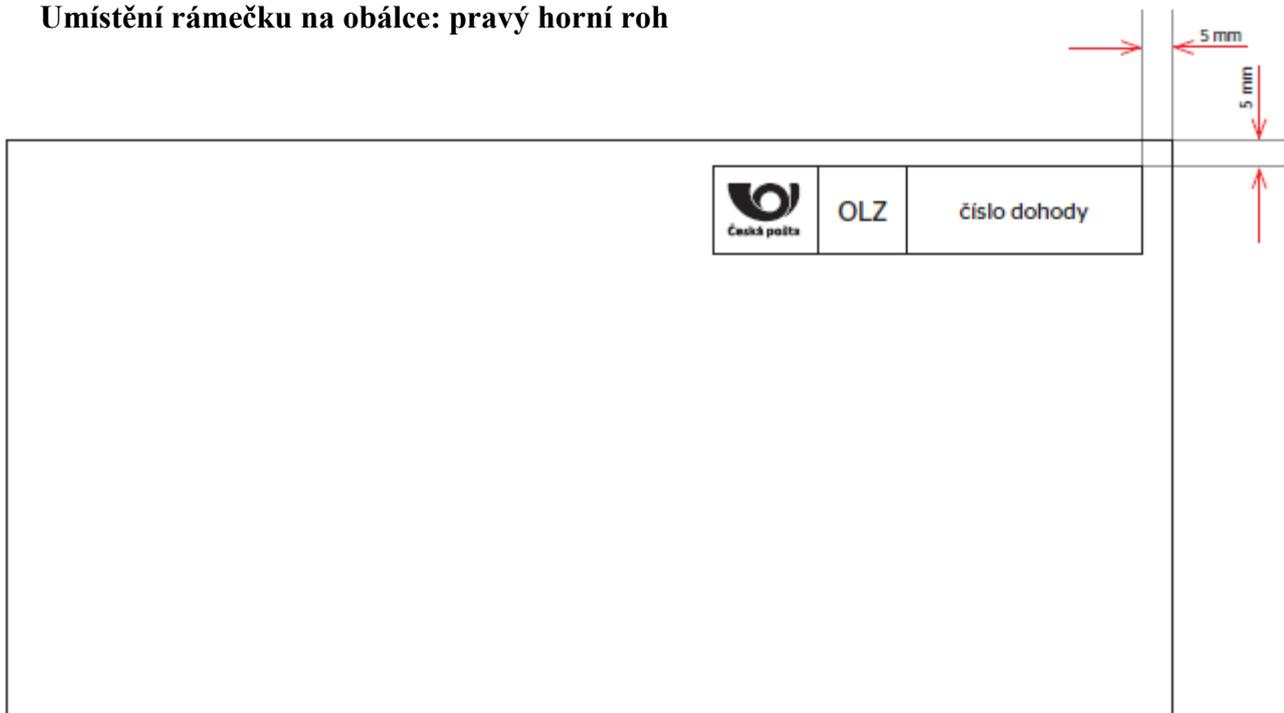 Umístění rámečku na obálce: pravý horní roh
5 mm
5 mm
Česká pošta
OLZ
číslo dohody